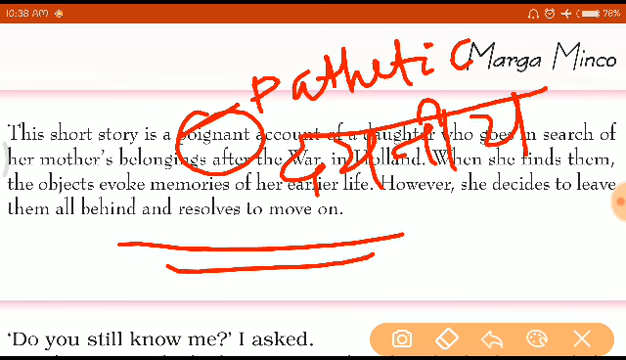 10:38 AM 78%
Pathetic
Marga Minco
दयनीय
This short story is a poignant account of a daughter who goes in search of
her mother's belongings after the War, in Holland. When she finds them,
the objects evoke memories of her earlier life. However, she decides to leave
them all behind and resolves to move on.
'Do you still know me?' I asked.